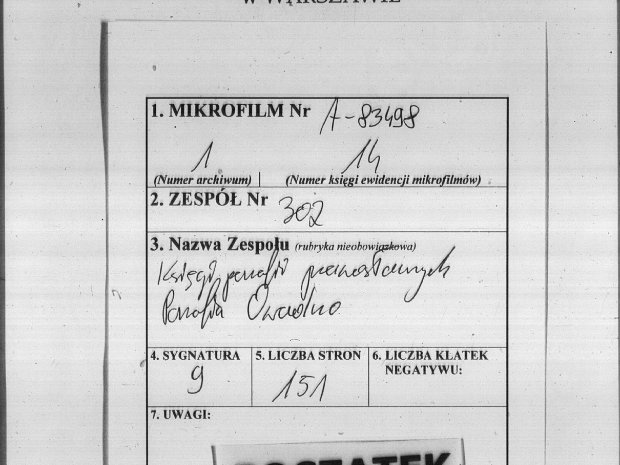 W WARSZAWIE
1. MIKROFILM Nr A-83498
1 14
(Numer archiwum) (Numer księgi ewidencji mikrofilmów)
2. ZESPÓŁ Nr 302
3. Nazwa Zespołu (rubryka nieobowiązkowa)
Księgi parafii prawosławnych
Parafia
4. SYGNATURA 5. LICZBA STRON 6. LICZBA KLATEK
NEGATYWU:
9 151
7. UWAGI:
POCZĄTEK